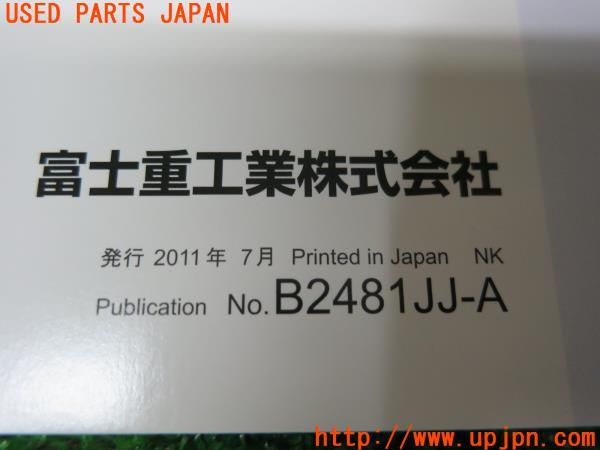 USED PARTS JAPAN
富士重工業株式会社
発行 2011年 7月 Printed in Japan NK
Publication No. B2481JJ-A
http://www.upjpn.com/